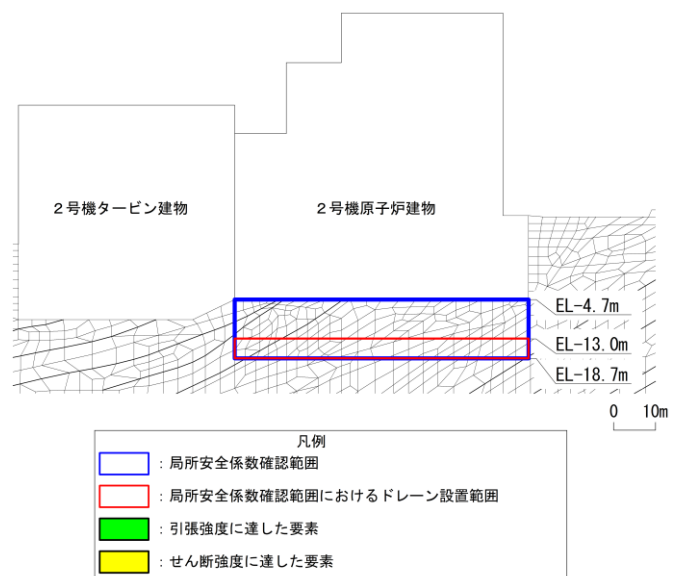 ２号機タービン建物
２号機原子炉建物
EL-4.7m
EL-13.0m
EL-18.7m
0 10m
凡例
：局所安全係数確認範囲
：局所安全係数確認範囲におけるドレーン設置範囲
：引張強度に達した要素
：せん断強度に達した要素